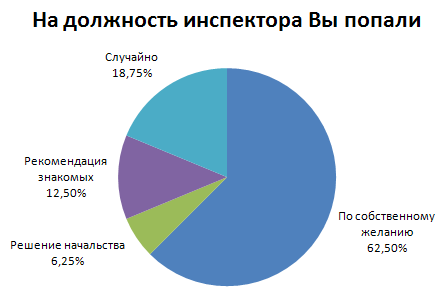 На должность инспектора Вы попали
Случайно
18,75%
Рекомендация
знакомых
12,50%
Решение начальства
6,25%
По собственному
желанию
62,50%